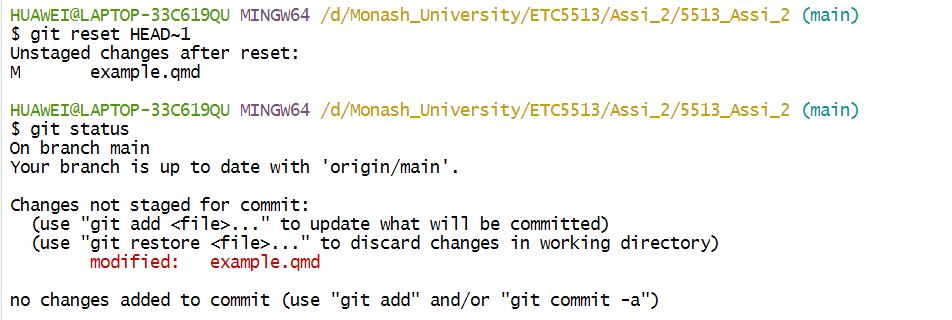 HUAWEI@LAPTOP-33C619QU MINGW64 /d/Monash_University/ETC5513/Assi_2/5513_Assi_2 (main)
$ git reset HEAD~1
Unstaged changes after reset:
M       example.qmd

HUAWEI@LAPTOP-33C619QU MINGW64 /d/Monash_University/ETC5513/Assi_2/5513_Assi_2 (main)
$ git status
On branch main
Your branch is up to date with 'origin/main'.

Changes not staged for commit:
  (use "git add <file>..." to update what will be committed)
  (use "git restore <file>..." to discard changes in working directory)
        modified:   example.qmd

no changes added to commit (use "git add" and/or "git commit -a")